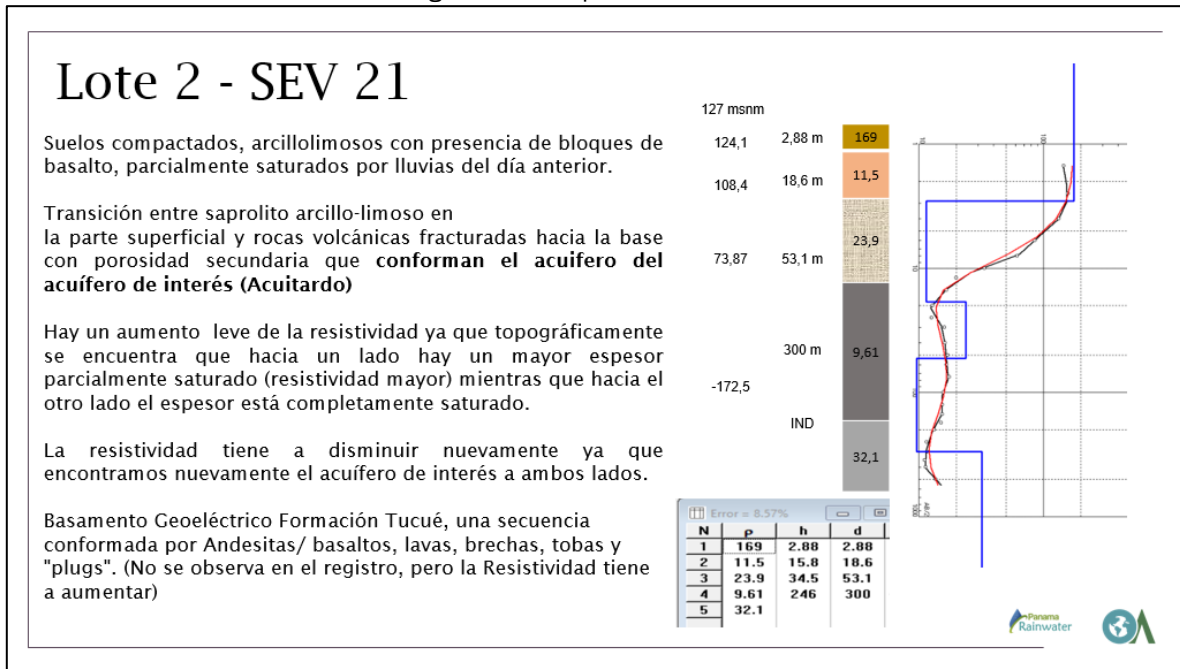 Lote 2 - SEV 21
Suelos compactados, arcillolimosos con presencia de bloques de
basalto, parcialmente saturados por lluvias del día anterior.
Transición entre saprolito arcillo-limoso en
la parte superficial y rocas volcánicas fracturadas hacia la base
con porosidad secundaria que conforman el acuifero del
acuífero de interés (Acuitardo)
Hay un aumento leve de la resistividad ya que topográficamente
se encuentra que hacia un lado hay un mayor espesor
parcialmente saturado (resistividad mayor) mientras que hacia el
otro lado el espesor está completamente saturado.
La resistividad tiene a disminuir nuevamente ya que
encontramos nuevamente el acuífero de interés a ambos lados.
Basamento Geoeléctrico Formación Tucué, una secuencia
conformada por Andesitas/ basaltos, lavas, brechas, tobas y
"plugs". (No se observa en el registro, pero la Resistividad tiene
a aumentar)
127 msnm
124,1 2,88 m 169
108,4 18,6 m 11,5
73,87 53,1 m 23,9
300 m 9,61
-172,5
IND
32,1
10 100
10
100
1000 AB/2
Error = 8.57%
N ρ h d
1 169 2.88 2.88
2 11.5 15.8 18.6
3 23.9 34.5 53.1
4 9.61 246 300
5 32.1
Panama
Rainwater